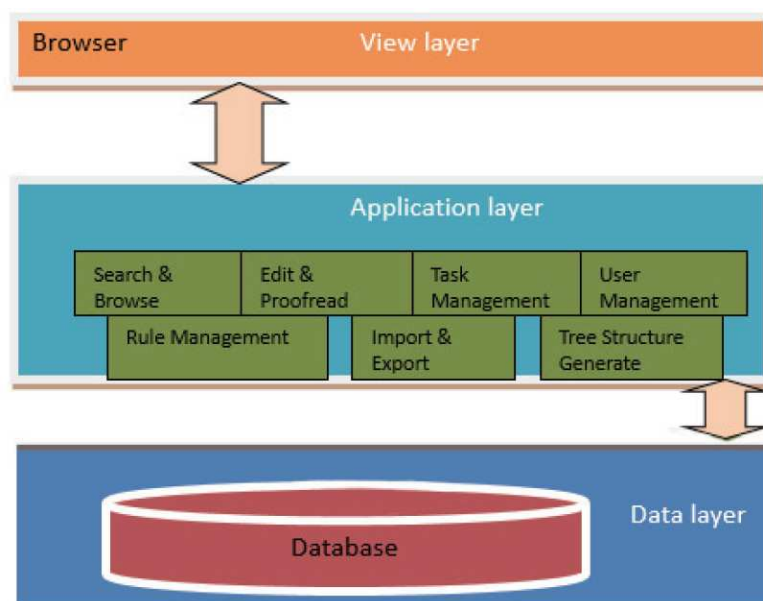 Browser View layer
Application layer
Search & Edit & Task User
Browse Proofread Management Management
Rule Management Import & Tree Structure
Export Generate
Data layer
Database